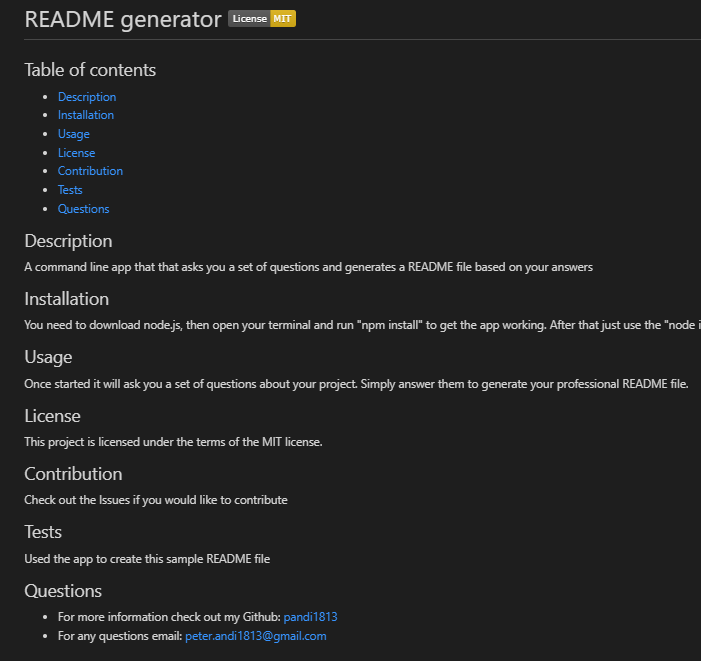 README generator License MIT
Table of contents
Description
Installation
Usage
License
Contribution
Tests
Questions
Description
A command line app that that asks you a set of questions and generates a README file based on your answers
Installation
You need to download node.js, then open your terminal and run "npm install" to get the app working. After that just use the "node i
Usage
Once started it will ask you a set of questions about your project. Simply answer them to generate your professional README file.
License
This project is licensed under the terms of the MIT license.
Contribution
Check out the Issues if you would like to contribute
Tests
Used the app to create this sample README file
Questions
For more information check out my Github: pandi1813
For any questions email: peter.andi1813@gmail.com